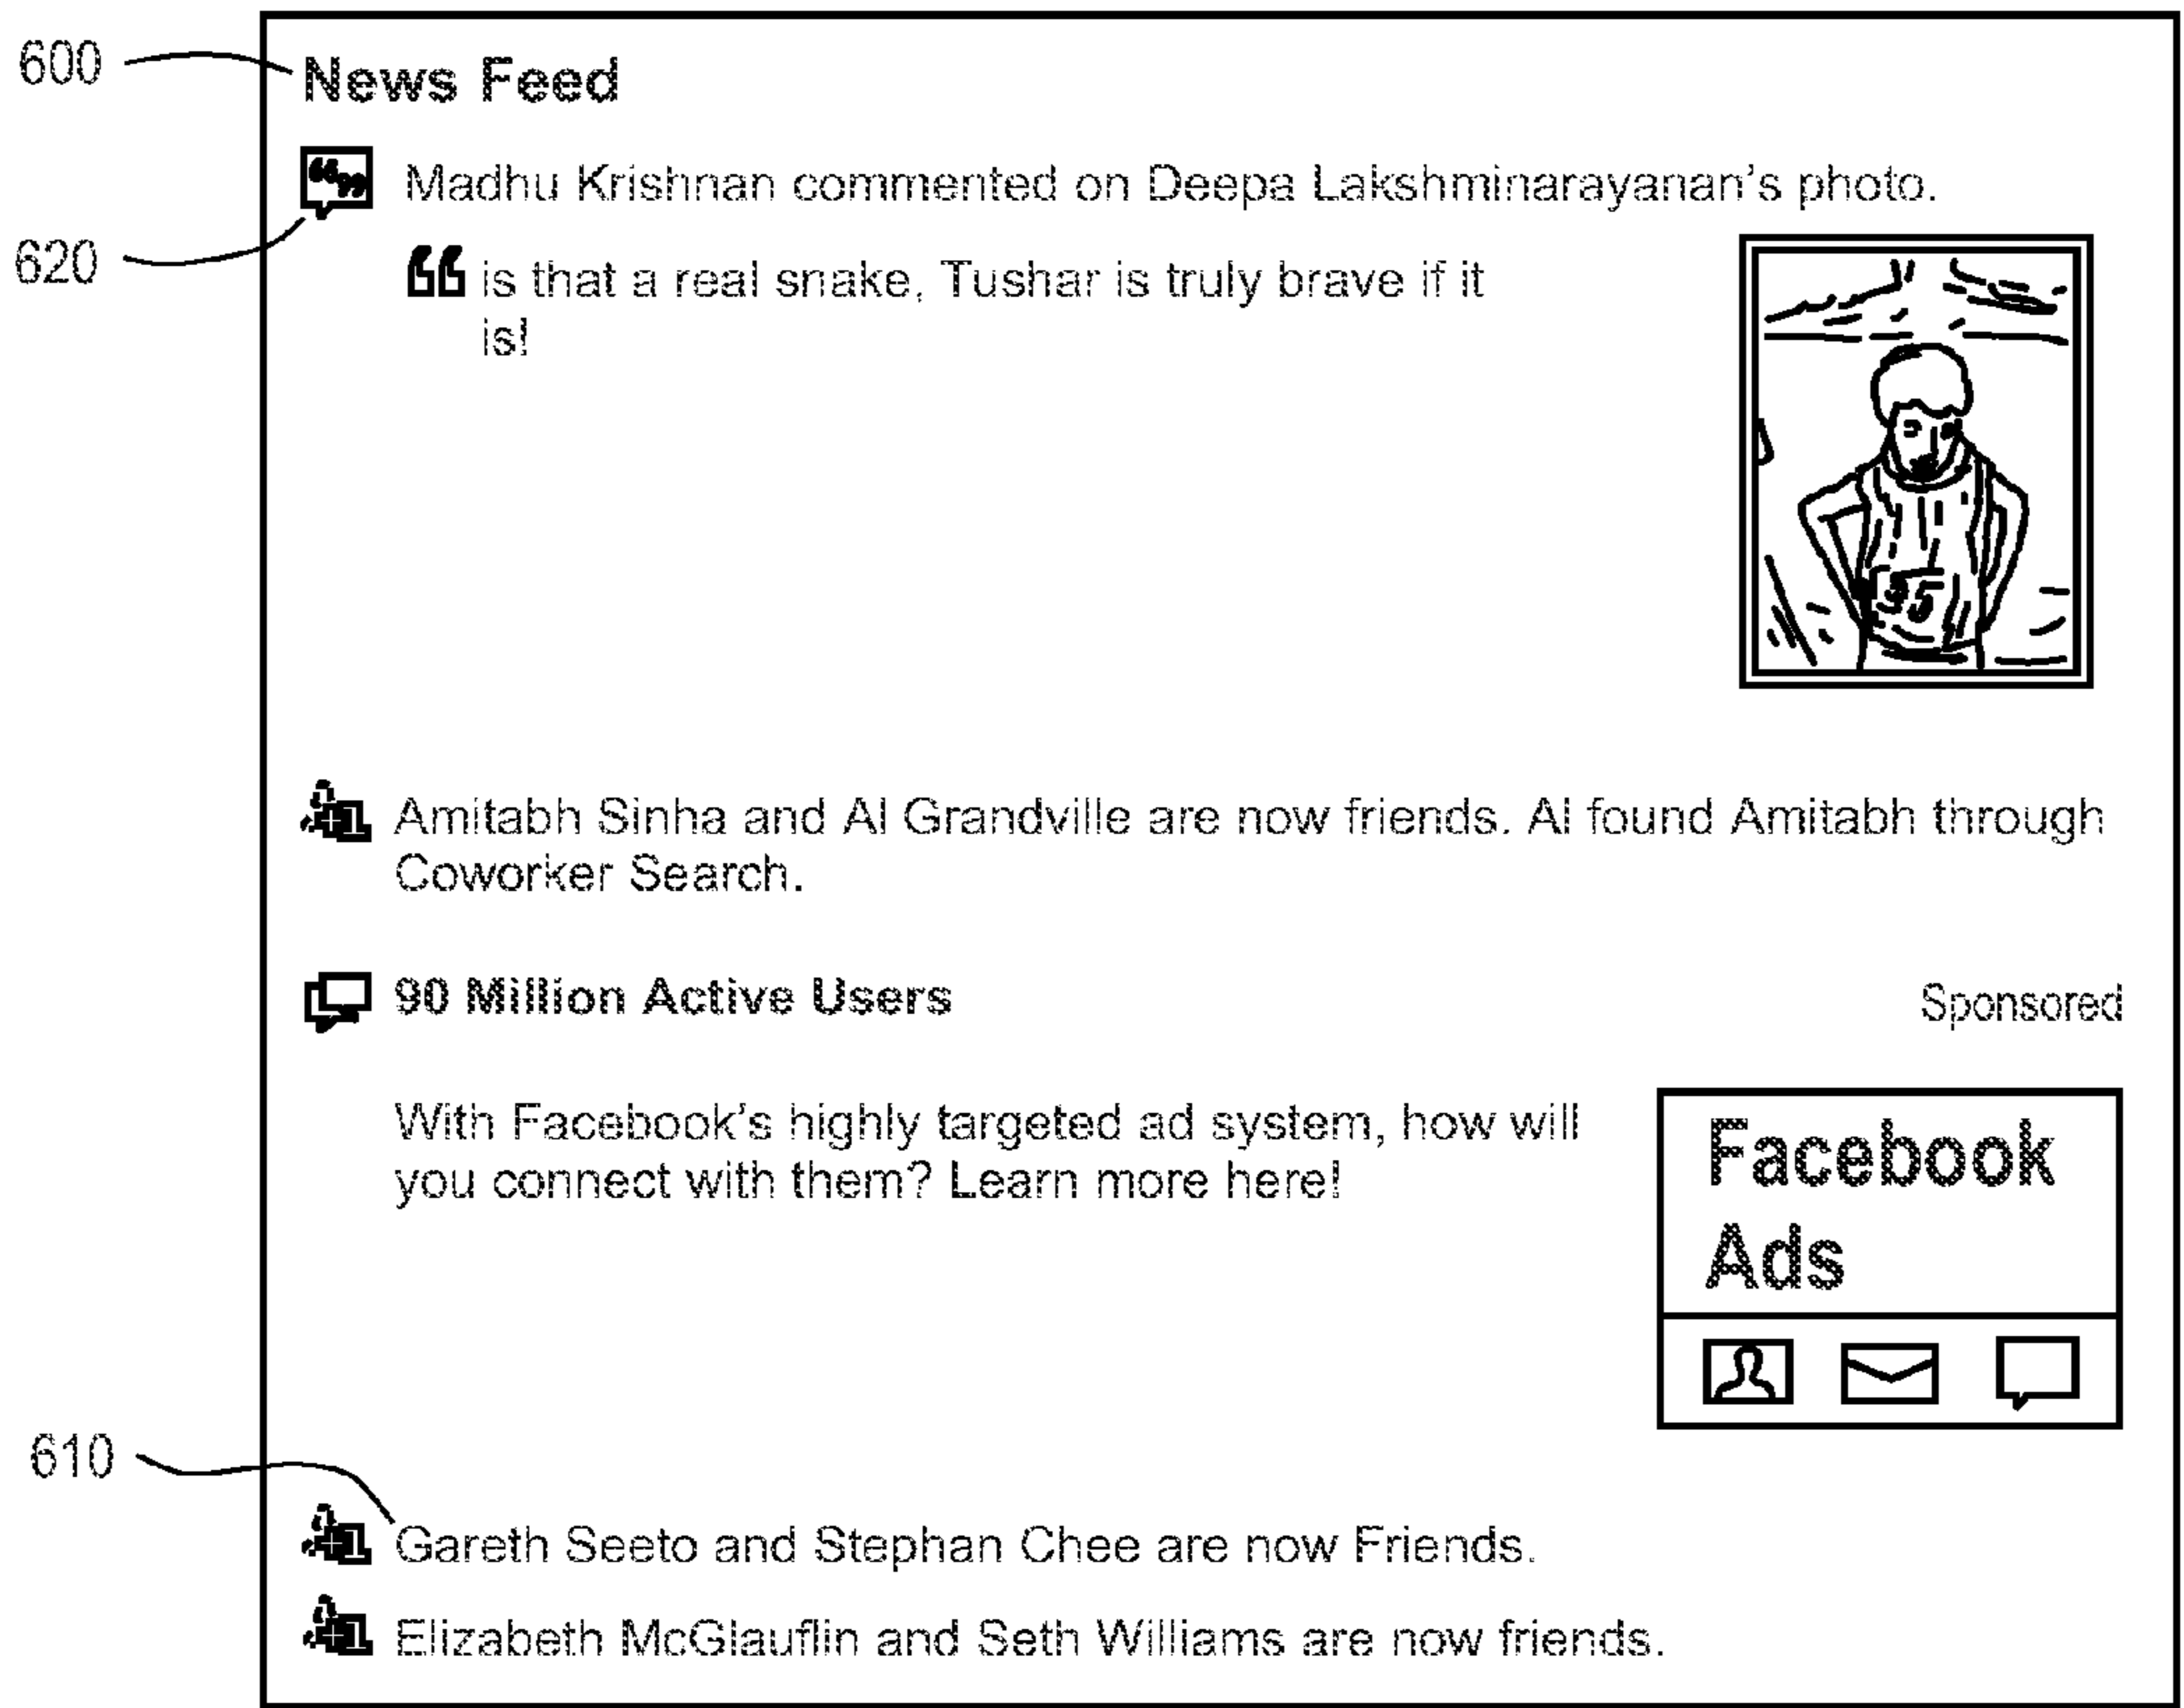 600
News Feed
Madhu Krishnan commented on Deepa Lakshminarayanan's photo.
620
“ is that a real snake, Tushar is truly brave if it
is!
+1 Amitabh Sinha and Al Grandville are now friends. Al found Amitabh through
Coworker Search.
90 Million Active Users
Sponsored
With Facebook's highly targeted ad system, how will
you connect with them? Learn more here!
Facebook
Ads
610
+1 Gareth Seeto and Stephan Chee are now Friends.
+1 Elizabeth McGlauflin and Seth Williams are now friends.